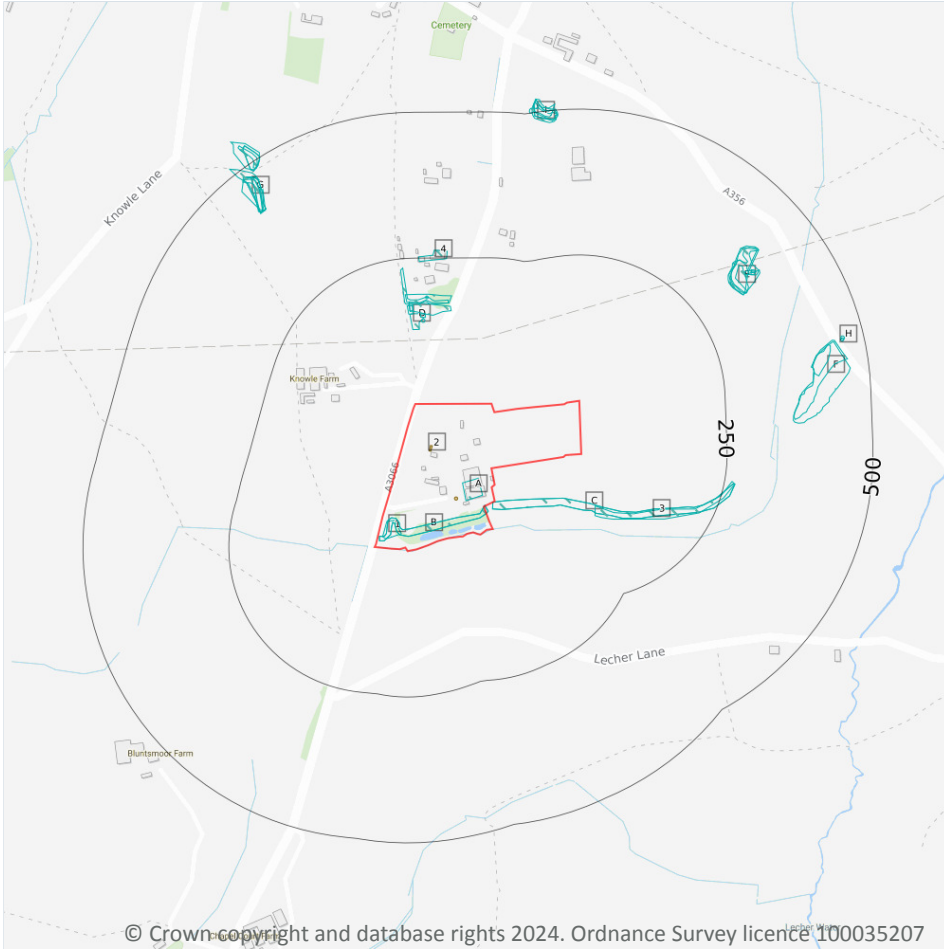 Cemetery
Knowle Lane
A356
4
D
H
F
Knowle Farm
2
A3066
A
250
500
C
3
B
Lecher Lane
Bluntsmoor Farm
© Crown copyright and database rights 2024. Ordnance Survey licence 100035207